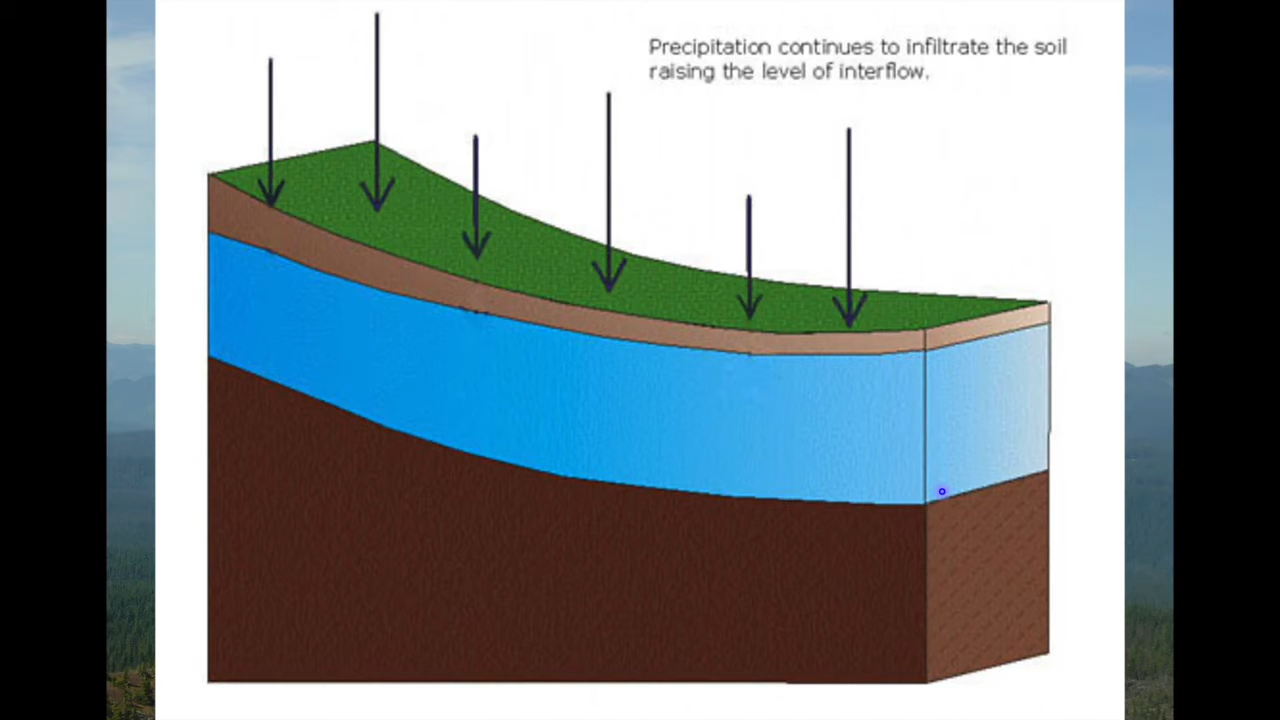 Precipitation continues to infiltrate the soil
raising the level of interflow.